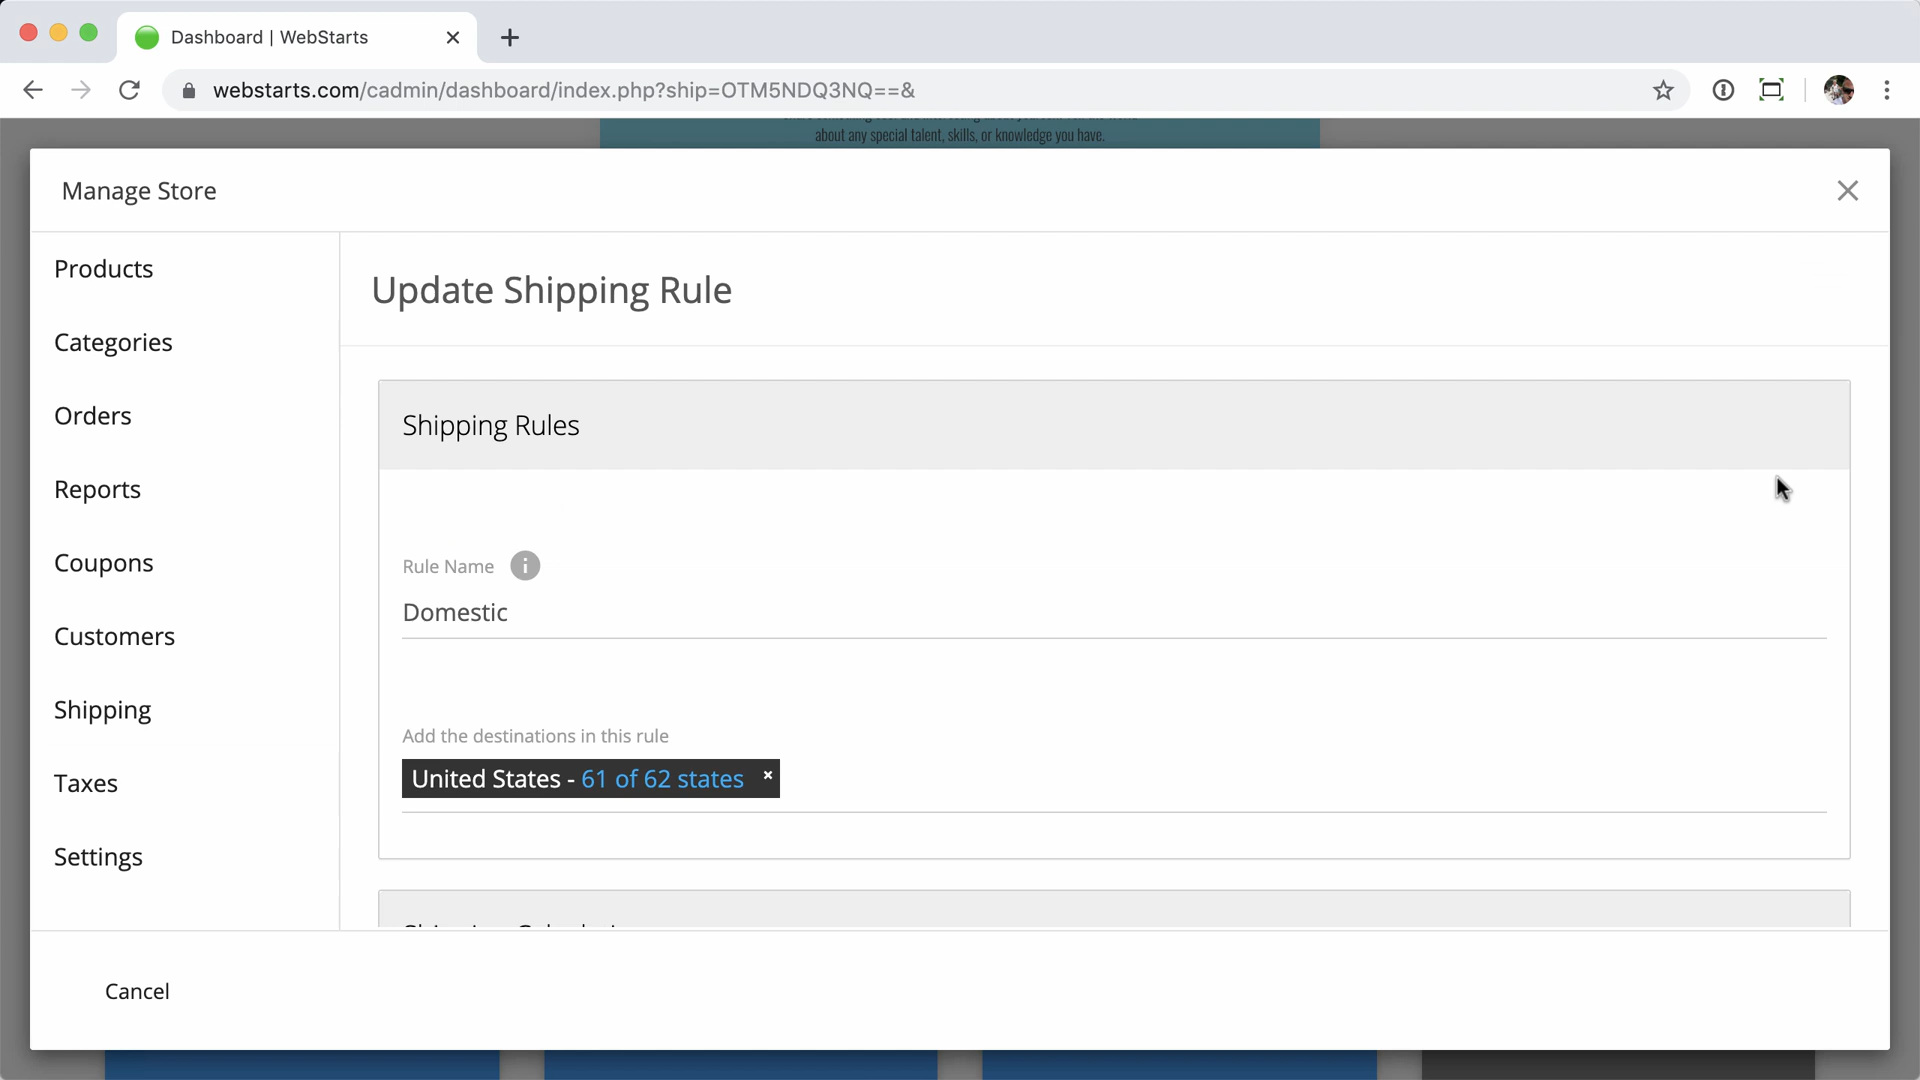 Dashboard | WebStarts
webstarts.com/cadmin/dashboard/index.php?ship=OTM5NDQ3NQ==&
about any special talent, skills, or knowledge you have.
Manage Store
Products
Categories
Orders
Reports
Coupons
Customers
Shipping
Taxes
Settings
Update Shipping Rule
Shipping Rules
Rule Name
Domestic
Add the destinations in this rule
United States - 61 of 62 states ×
Cancel